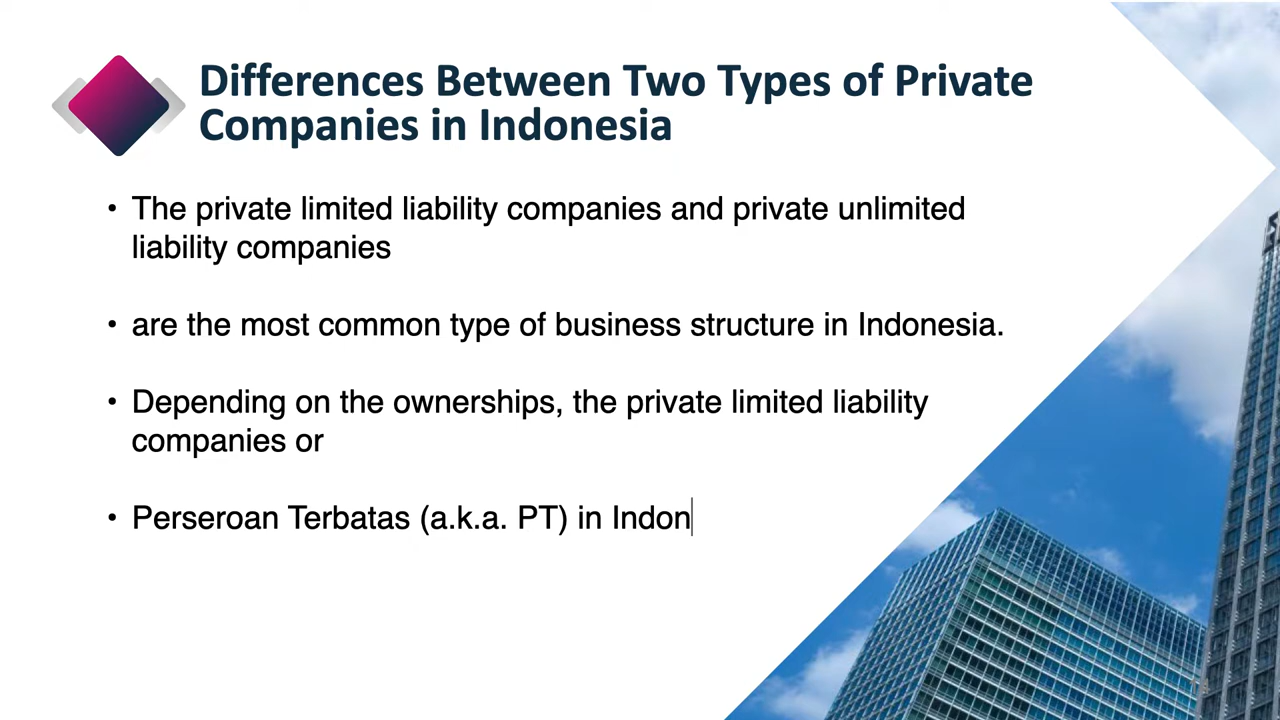 Differences Between Two Types of Private
Companies in Indonesia
• The private limited liability companies and private unlimited
liability companies
• are the most common type of business structure in Indonesia.
• Depending on the ownerships, the private limited liability
companies or
• Perseroan Terbatas (a.k.a. PT) in Indon